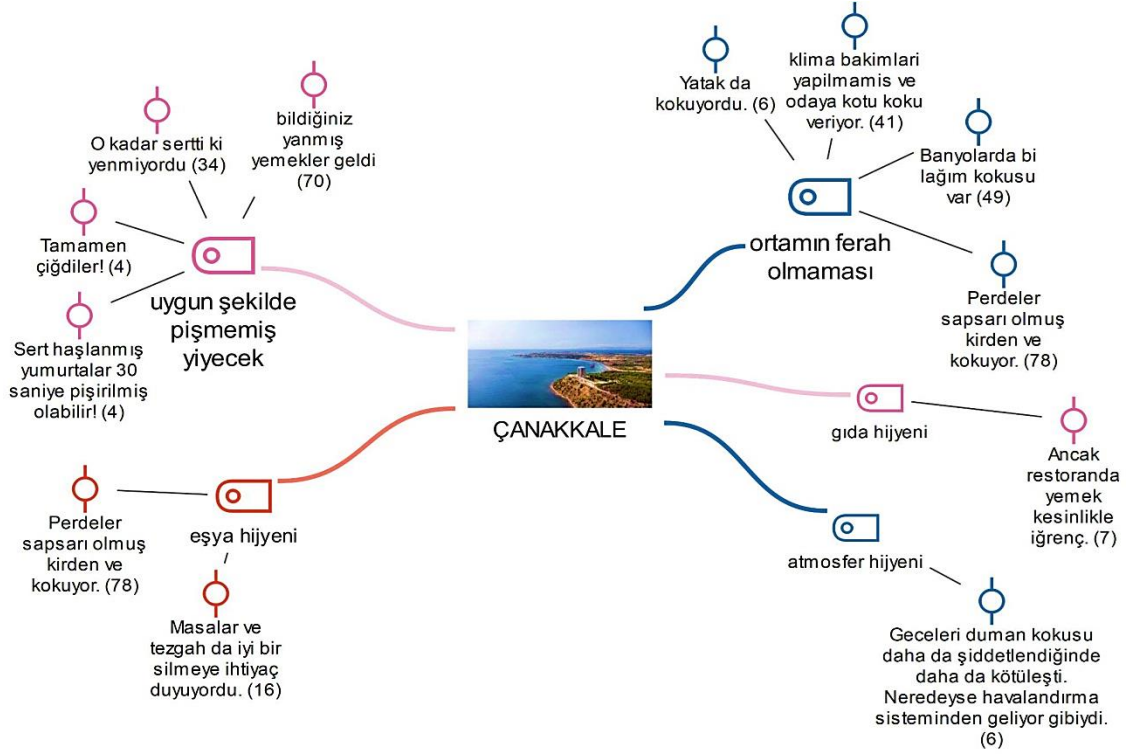 O kadar sertti ki
yenmiyordu (34)
bildiğiniz
yanmış
yemekler geldi
(70)
Tamamen
çiğdiler! (4)
Sert haşlanmış
yumurtalar 30
saniye pişirilmiş
olabilir! (4)
uygun şekilde
pişmemiş
yiyecek
Yatak da
kokuyordu. (6)
klima bakimlari
yapilmamis ve
odaya kotu koku
veriyor. (41)
Banyolarda bi
lağım kokusu
var (49)
ortamın ferah
olmaması
Perdeler
sapsarı olmuş
kirden ve
kokuyor. (78)
ÇANAKKALE
gıda hijyeni
Ancak
restoranda
yemek
kesinlikle
iğrenç. (7)
Perdeler
sapsarı olmuş
kirden ve
kokuyor. (78)
eşya hijyeni
Masalar ve
tezgah da iyi bir
silmeye ihtiyaç
duyuyordu. (16)
atmosfer hijyeni
Geceleri duman kokusu
daha da şiddetlendiğinde
daha da kötüleşti.
Neredeyse havalandırma
sisteminden geliyor gibiydi.
(6)